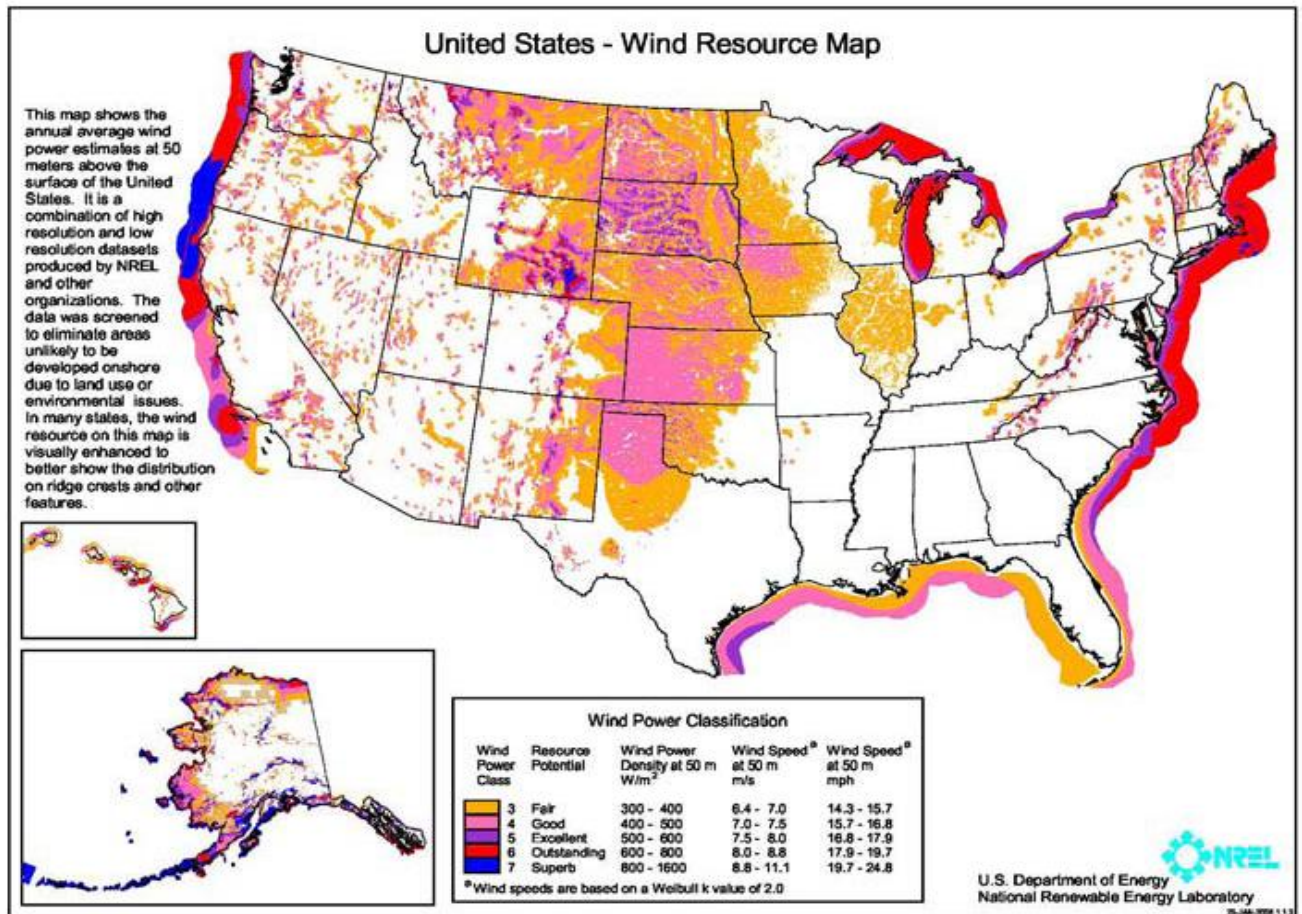 United States - Wind Resource Map
This map shows the
annual average wind
power estimates at 50
meters above the
surface of the United
States. It is a
combination of high
resolution and low
resolution datasets
produced by NREL
and other
organizations. The
data was screened
to eliminate areas
unlikely to be
developed onshore
due to land use or
environmental issues.
In many states, the wind
resource on this map is
visually enhanced to
better show the distribution
on ridge crests and other
features.
Wind Power Classification
Wind Resource Wind Power Wind Speed a Wind Speed a
Power Potential Density at 50 m at 50 m at 50 m
Class W/m² m/s mph
3 Fair 300 - 400 6.4 - 7.0 14.3 - 15.7
4 Good 400 - 500 7.0 - 7.5 15.7 - 16.8
5 Excellent 500 - 600 7.5 - 8.0 16.8 - 17.9
6 Outstanding 600 - 800 8.0 - 8.8 17.9 - 19.7
7 Superb 800 - 1600 8.8 - 11.1 19.7 - 24.8
a Wind speeds are based on a Weibull k value of 2.0
NREL
U.S. Department of Energy
National Renewable Energy Laboratory